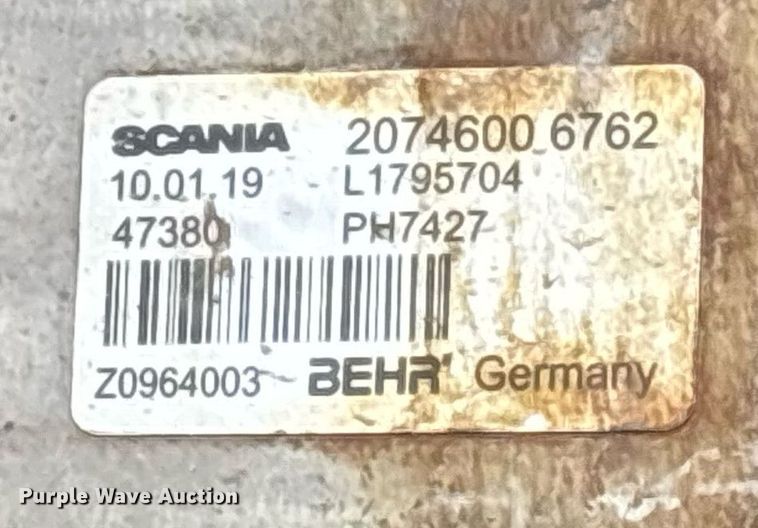 SCANIA 2074600 6762
10.01.19 L1795704
47380 PH7427
Z0964003 BEHR Germany
Purple Wave Auction